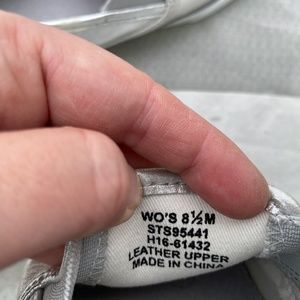 WO'S 8½M
STS95441
H16-61432
LEATHER UPPER
MADE IN CHINA